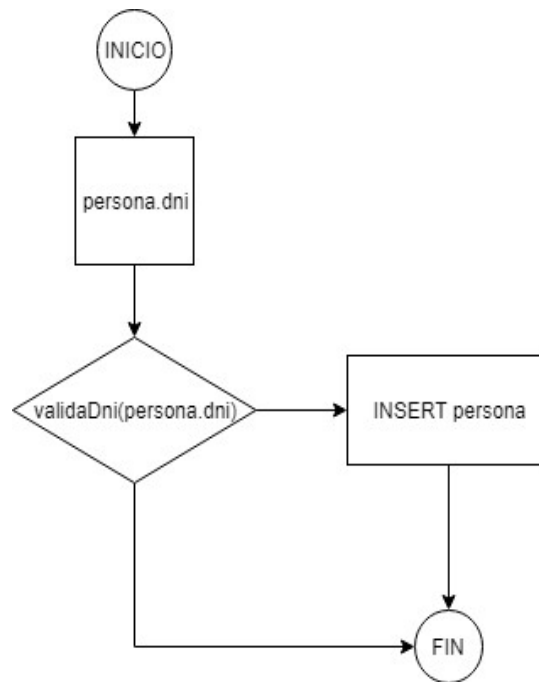 INICIO
persona.dni
validaDni(persona.dni)
INSERT persona
FIN